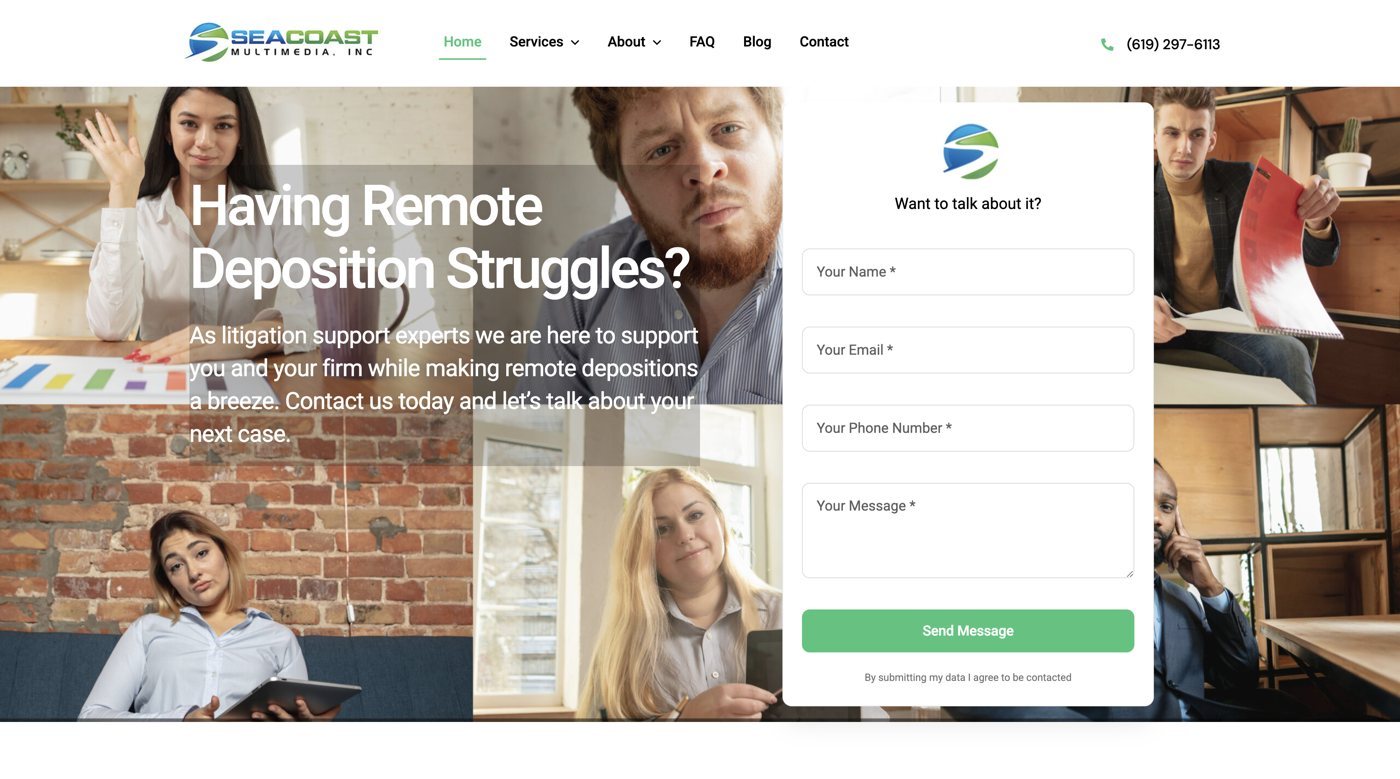 SEACOAST
MULTIMEDIA, INC
Home
Services
About
FAQ
Blog
Contact
(619) 297-6113
Having Remote
Deposition Struggles?
As litigation support experts we are here to support
you and your firm while making remote depositions
a breeze. Contact us today and let’s talk about your
next case.
Want to talk about it?
Your Name *
Your Email *
Your Phone Number *
Your Message *
Send Message
By submitting my data I agree to be contacted